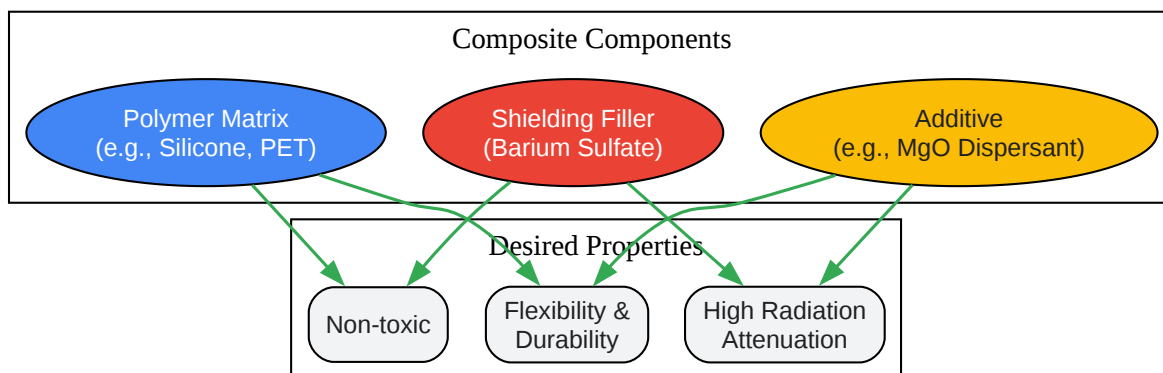 Composite Components
Polymer Matrix
(e.g., Silicone, PET)
Shielding Filler
(Barium Sulfate)
Additive
(e.g., MgO Dispersant)
Desired Properties
Non-toxic
Flexibility &
Durability
High Radiation
Attenuation